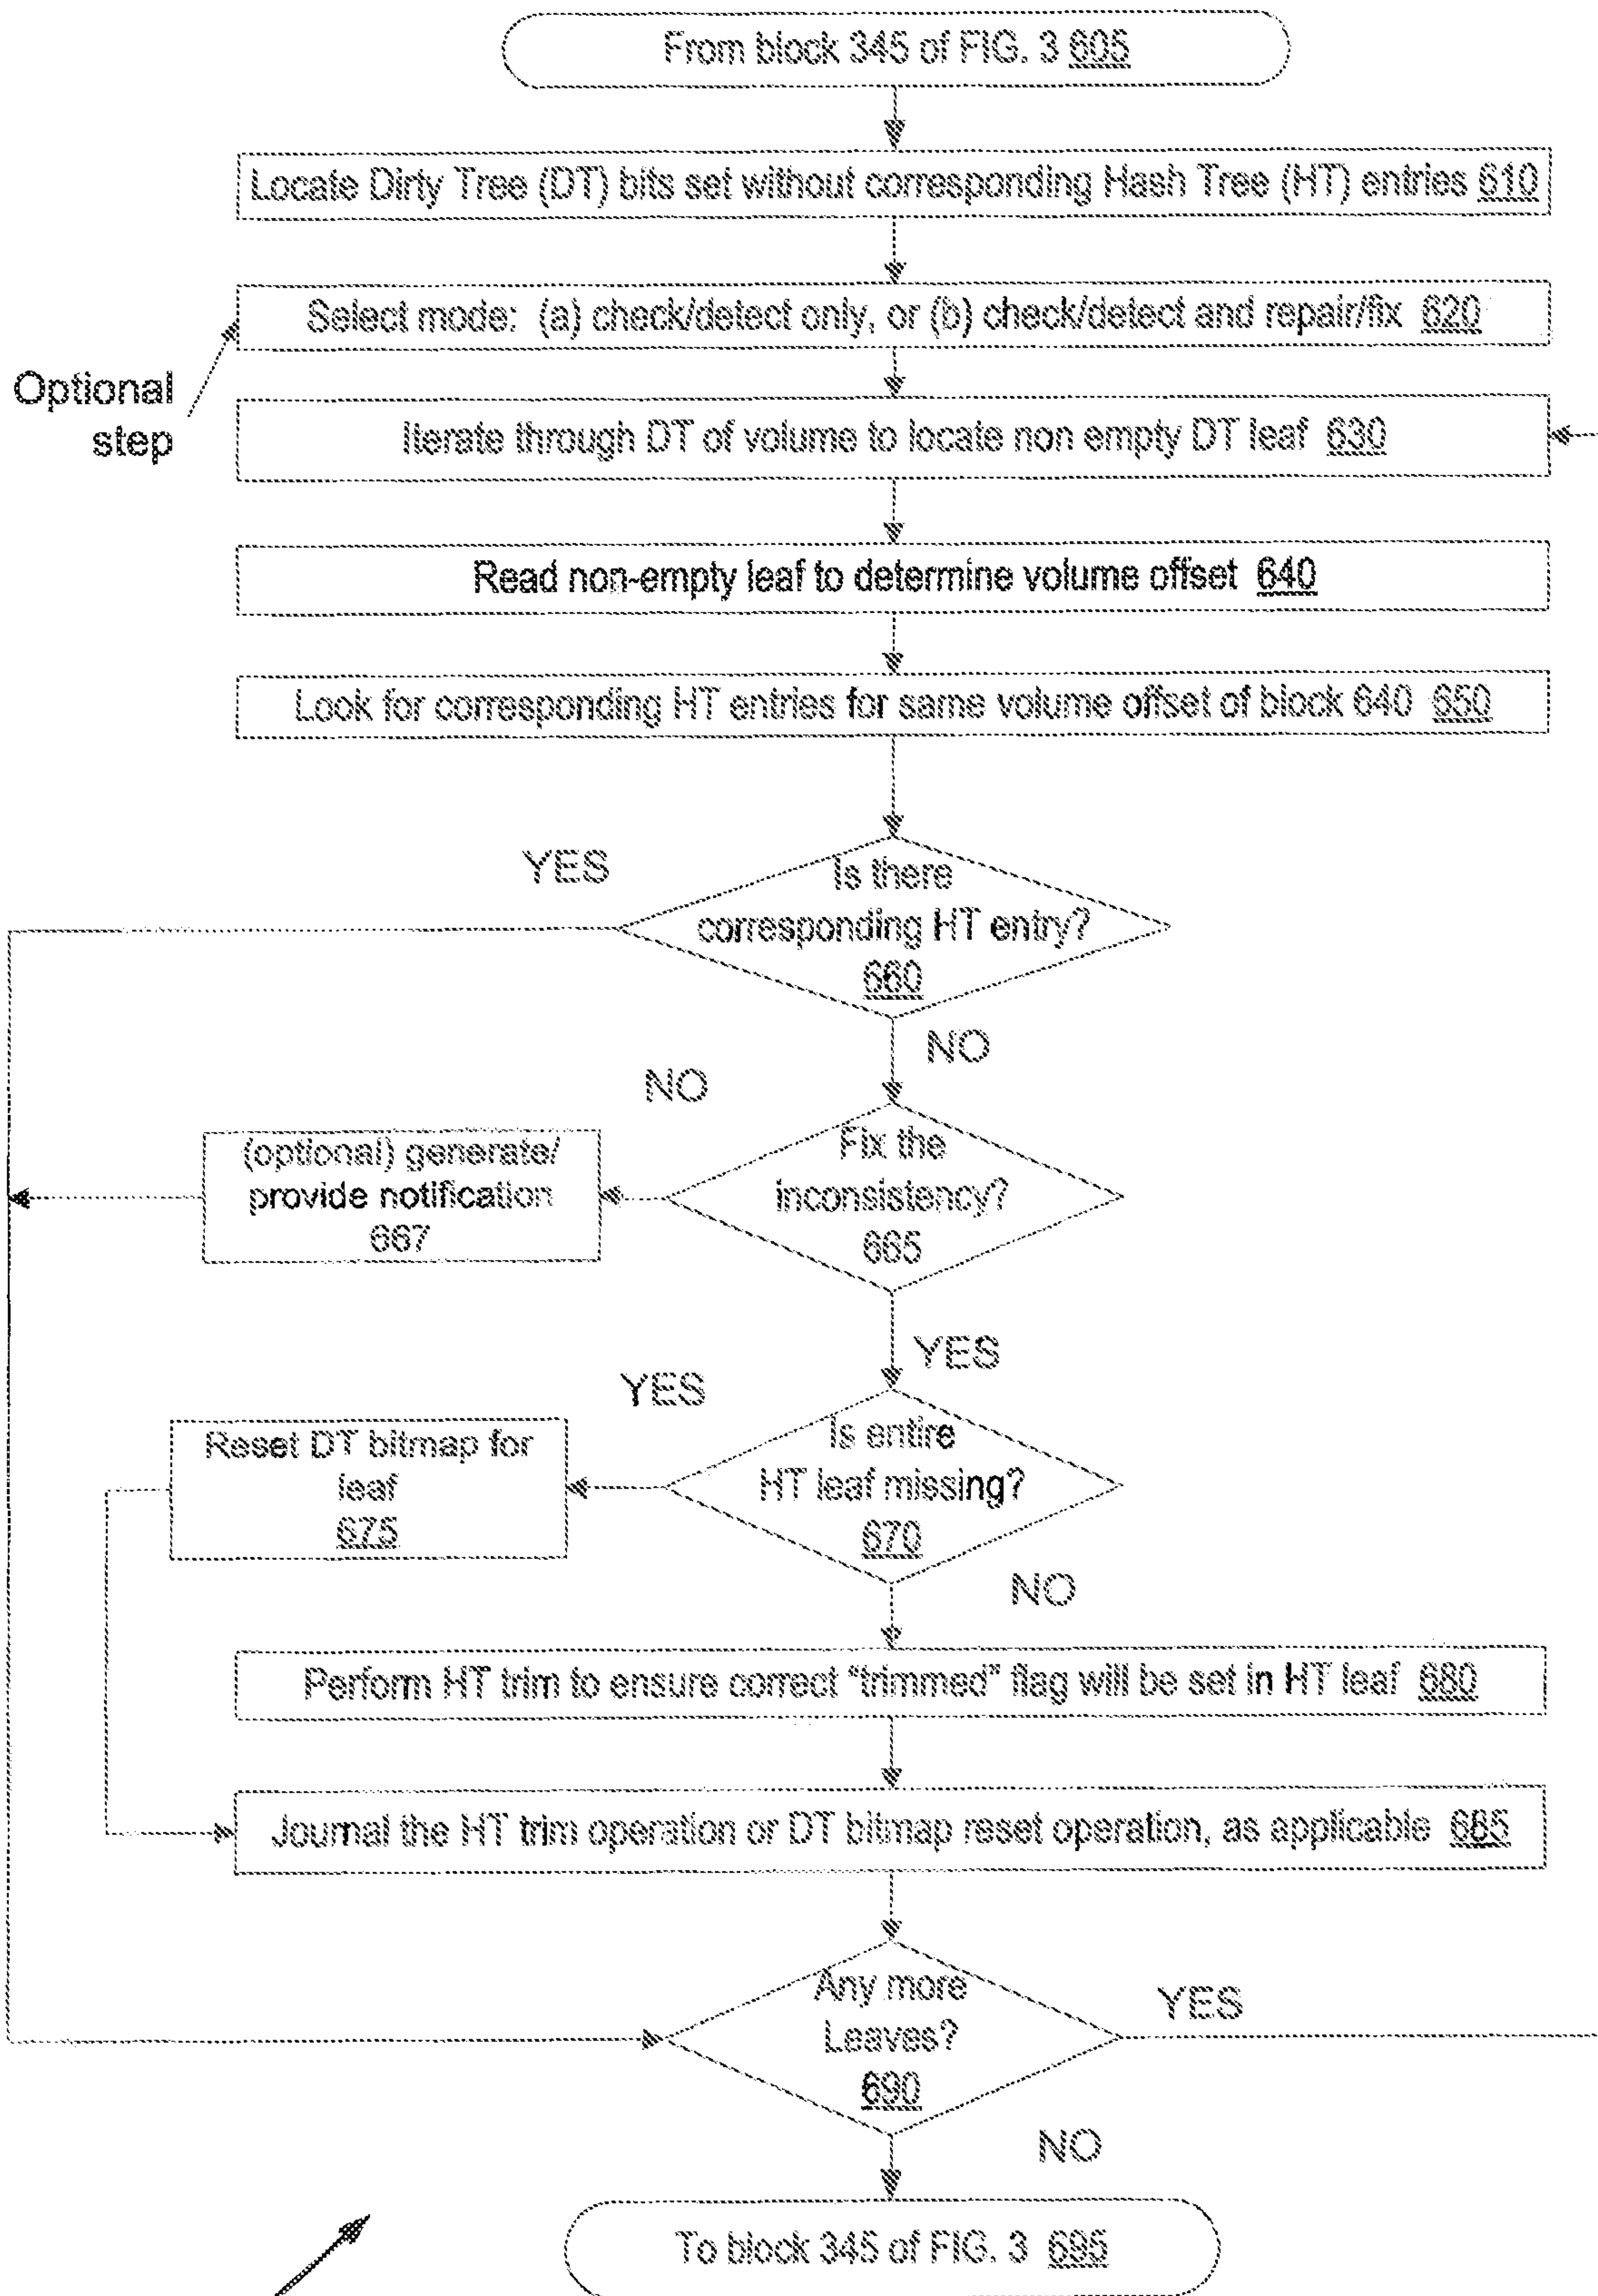 From block 345 of FIG. 3 605
Locate Dirty Tree (DT) bits set without corresponding Hash Tree (HT) entries 610
Select mode: (a) check/detect only, or (b) check/detect and repair/fix 620
Optional
step
Iterate through DT of volume to locate non empty DT leaf 630
Read non-empty leaf to determine volume offset 640
Look for corresponding HT entries for same volume offset of block 640 650
YES
Is there
corresponding HT entry?
660
NO
NO
(optional) generate/
provide notification
667
Fix the
inconsistency?
665
YES
YES
Reset DT bitmap for
leaf
675
Is entire
HT leaf missing?
670
NO
Perform HT trim to ensure correct "trimmed" flag will be set in HT leaf 680
Journal the HT trim operation or DT bitmap reset operation, as applicable 685
Any more
Leaves?
690
YES
NO
To block 345 of FIG. 3 695